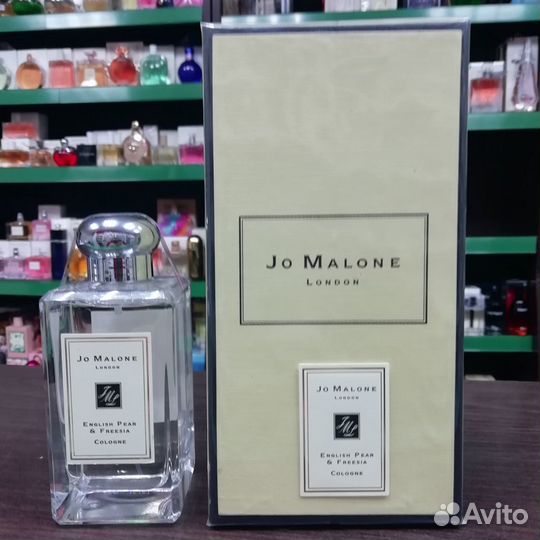 Jo Malone
London
Jo Malone
London
English Pear
& Freesia
Cologne
Jo Malone
London
English Pear
& Freesia
Cologne
Avito